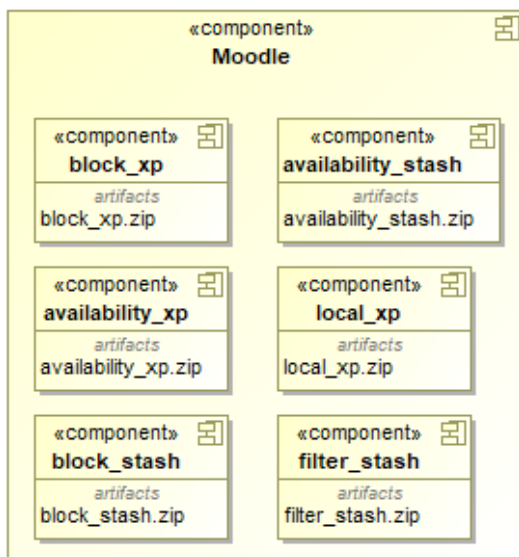 «component»
Moodle
«component»
block_xp
artifacts
block_xp.zip
«component»
availability_stash
artifacts
availability_stash.zip
«component»
availability_xp
artifacts
availability_xp.zip
«component»
local_xp
artifacts
local_xp.zip
«component»
block_stash
artifacts
block_stash.zip
«component»
filter_stash
artifacts
filter_stash.zip